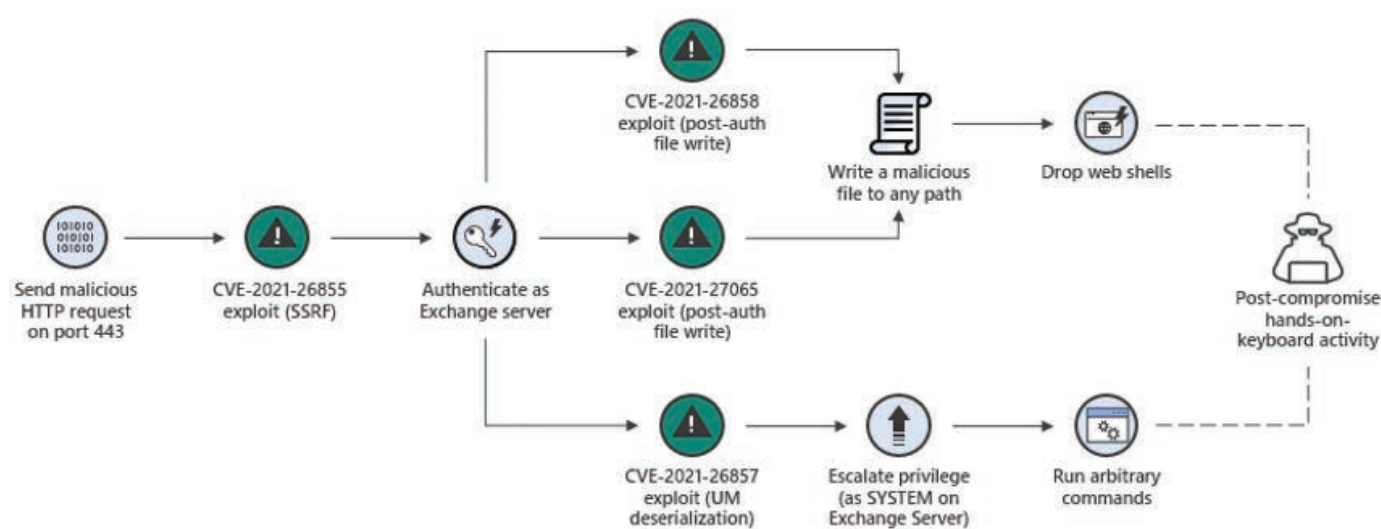 CVE-2021-26858
exploit (post-auth
file write)
Write a malicious
file to any path
Drop web shells
101010
010101
101010
Send malicious
HTTP request
on port 443
CVE-2021-26855
exploit (SSRF)
Authenticate as
Exchange server
CVE-2021-27065
exploit (post-auth
file write)
Post-compromise
hands-on-
keyboard activity
CVE-2021-26857
exploit (UM
deserialization)
Escalate privilege
(as SYSTEM on
Exchange Server)
Run arbitrary
commands